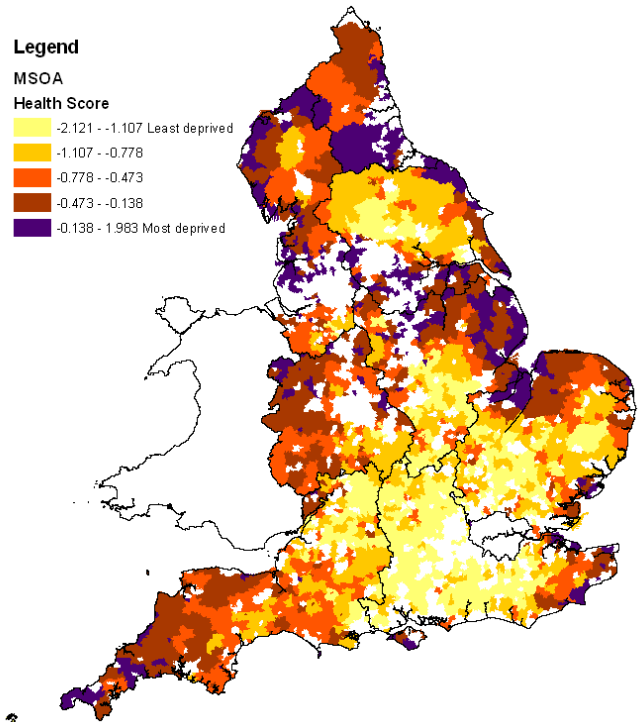 Legend
MSOA
Health Score
-2.121 - -1.107 Least deprived
-1.107 - -0.778
-0.778 - -0.473
-0.473 - -0.138
-0.138 - 1.983 Most deprived